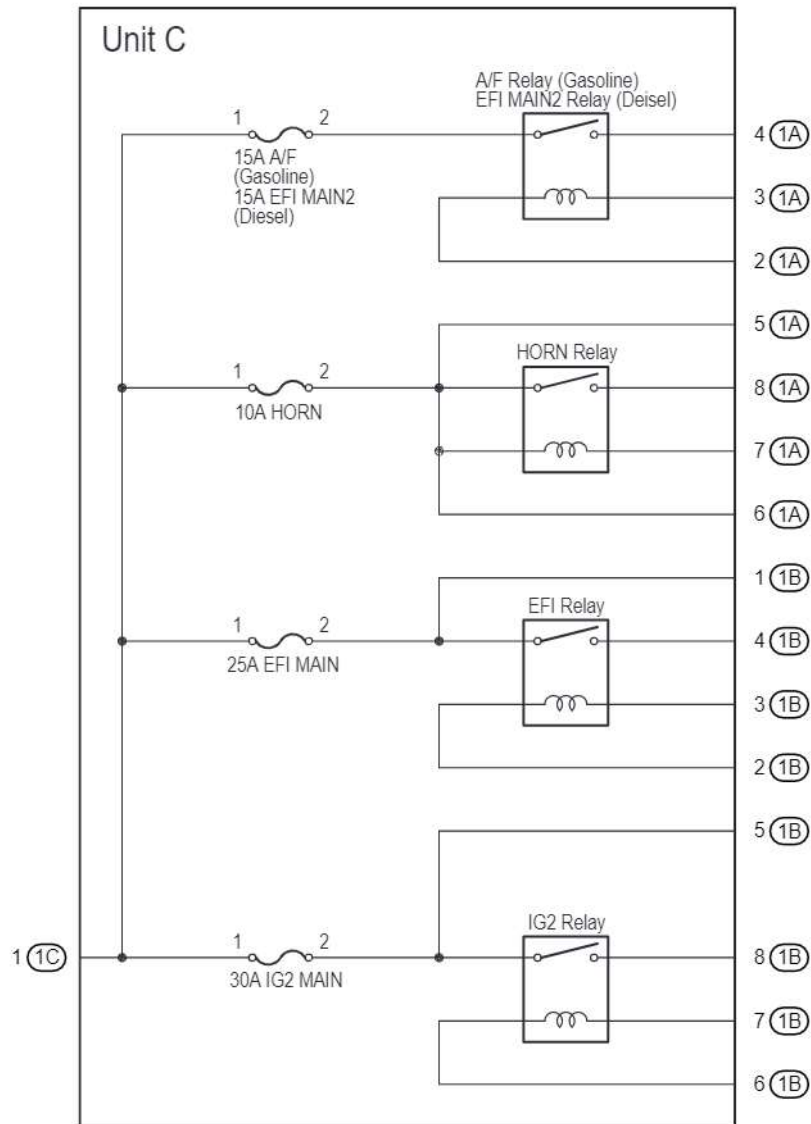 Unit C
A/F Relay (Gasoline)
EFI MAIN2 Relay (Deisel)
1 2
4 1A
15A A/F
(Gasoline)
15A EFI MAIN2
(Diesel)
3 1A
2 1A
5 1A
HORN Relay
1 2
8 1A
10A HORN
7 1A
6 1A
1 1B
EFI Relay
1 2
4 1B
25A EFI MAIN
3 1B
2 1B
5 1B
IG2 Relay
1 1C
1 2
8 1B
30A IG2 MAIN
7 1B
6 1B